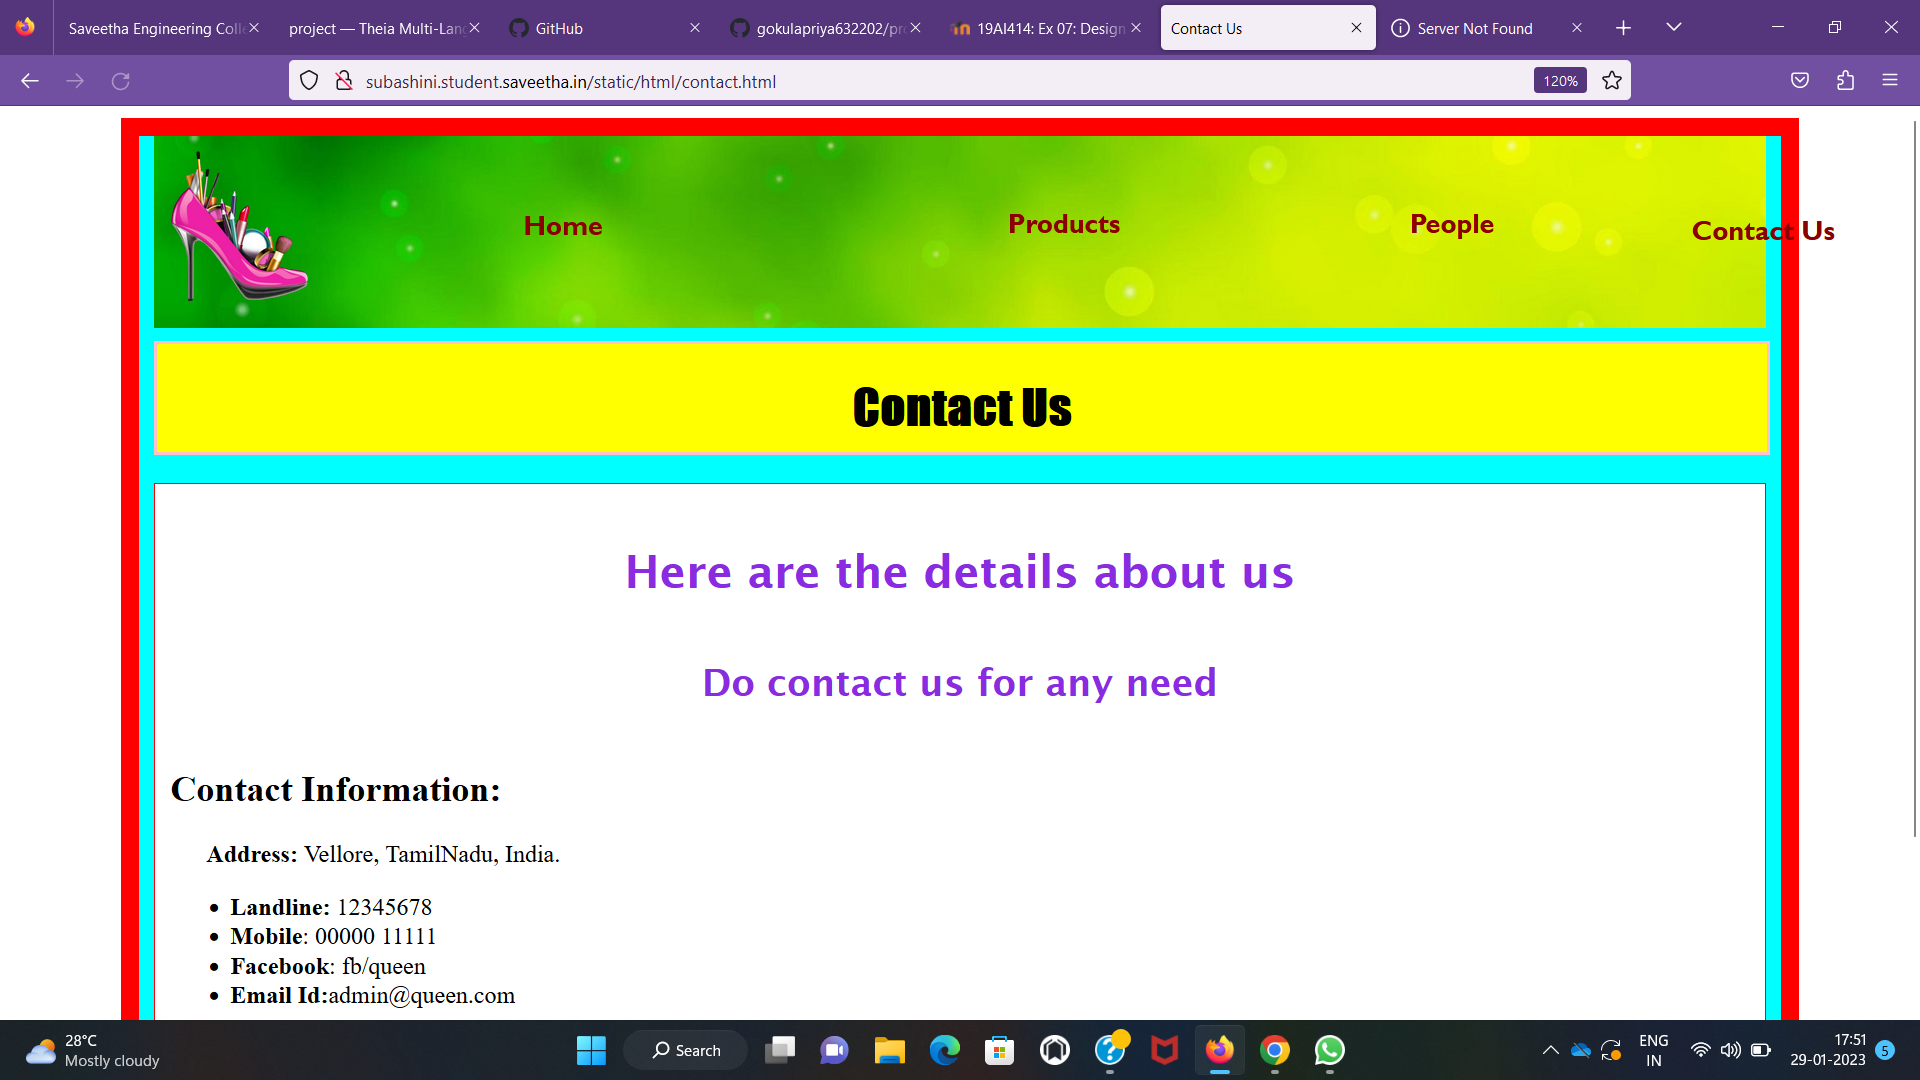 Saveetha Engineering Colle
project — Theia Multi-Lang
GitHub
gokulapriya632202/pro
19AI414: Ex 07: Design
Contact Us
Server Not Found
subashini.student.saveetha.in/static/html/contact.html
120%
Home
Products
People
Contact Us
Contact Us
Here are the details about us
Do contact us for any need
Contact Information:
Address: Vellore, TamilNadu, India.
• Landline: 12345678
• Mobile: 00000 11111
• Facebook: fb/queen
• Email Id:admin@queen.com
28°C
Mostly cloudy
Search
ENG
IN
17:51
29-01-2023
5